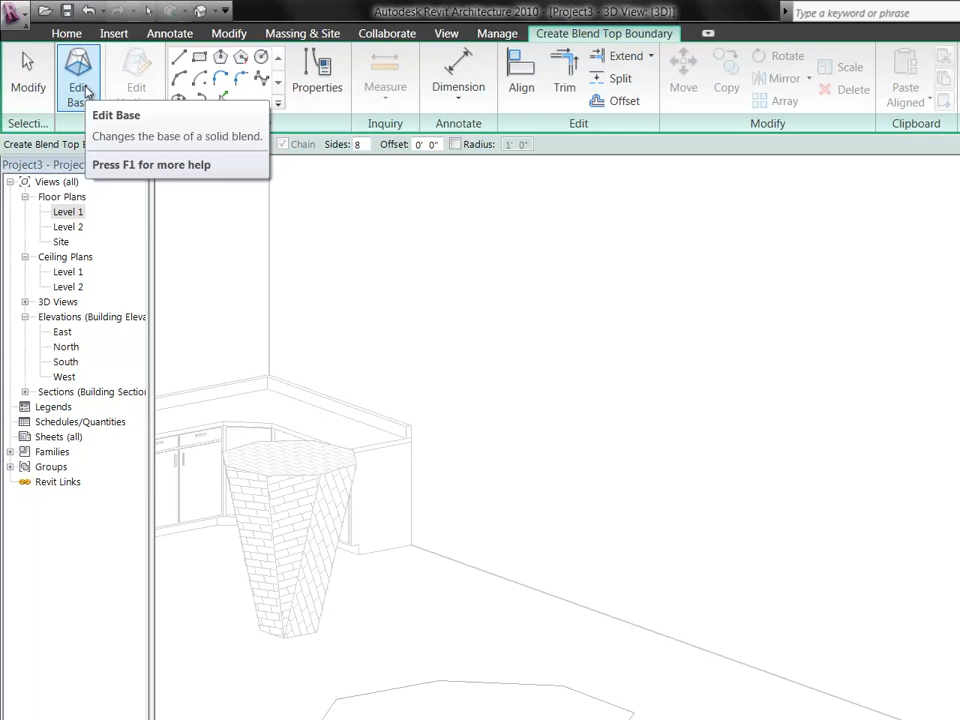 Autodesk Revit Architecture 2010 - [Project3 - 3D View: {3D}]
Type a keyword or phrase
Home Insert Annotate Modify Massing & Site Collaborate View Manage Create Blend Top Boundary
Modify
Edit
Base
Edit
Properties
Measure
Dimension
Align
Trim
Extend
Split
Offset
Move
Copy
Rotate
Mirror
Array
Scale
Delete
Paste
Aligned
Selecti...
Inquiry
Annotate
Edit
Modify
Clipboard
Edit Base
Changes the base of a solid blend.
Press F1 for more help
Create Blend Top B
Chain Sides: 8 Offset: 0' 0" Radius: 1' 0"
Project3 - Projec
Views (all)
Floor Plans
Level 1
Level 2
Site
Ceiling Plans
Level 1
Level 2
3D Views
Elevations (Building Eleva
East
North
South
West
Sections (Building Section
Legends
Schedules/Quantities
Sheets (all)
Families
Groups
Revit Links